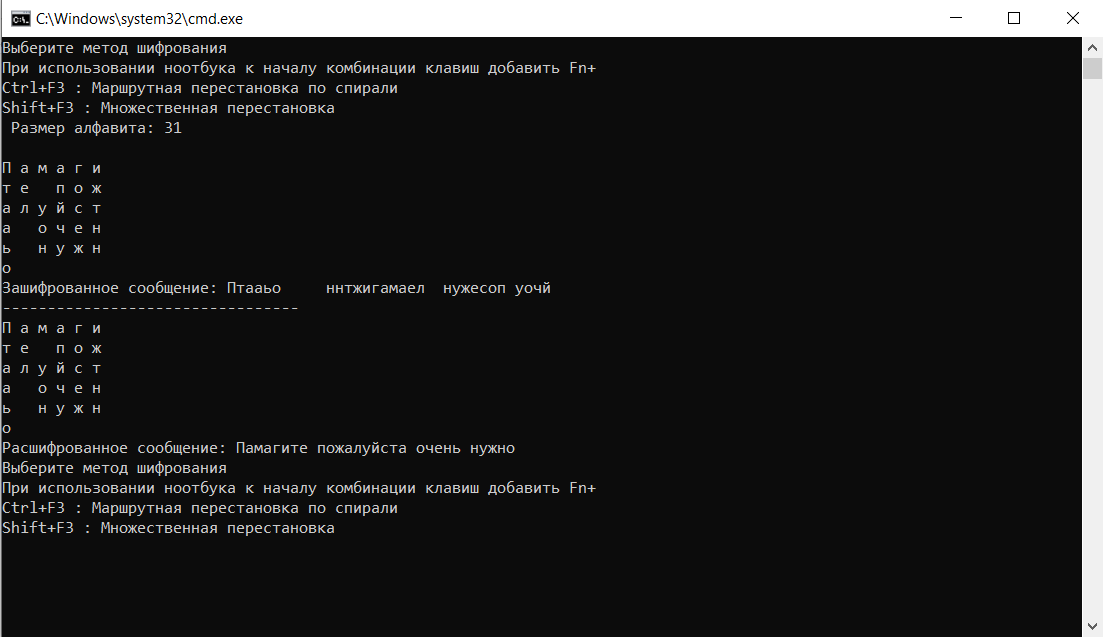 C:\Windows\system32\cmd.exe
Выберите метод шифрования
При использовании ноотбука к началу комбинации клавиш добавить Fn+
Ctrl+F3 : Маршрутная перестановка по спирали
Shift+F3 : Множественная перестановка
 Размер алфавита: 31

П а м а г и
т е   п о ж
а л у й с т
а   о ч е н
ь   н у ж н
о
Зашифрованное сообщение: Птааьо     ннтжигамаел  нужесоп уочй
---------------------------------
П а м а г и
т е   п о ж
а л у й с т
а   о ч е н
ь   н у ж н
о
Расшифрованное сообщение: Памагите пожалуйста очень нужно
Выберите метод шифрования
При использовании ноотбука к началу комбинации клавиш добавить Fn+
Ctrl+F3 : Маршрутная перестановка по спирали
Shift+F3 : Множественная перестановка